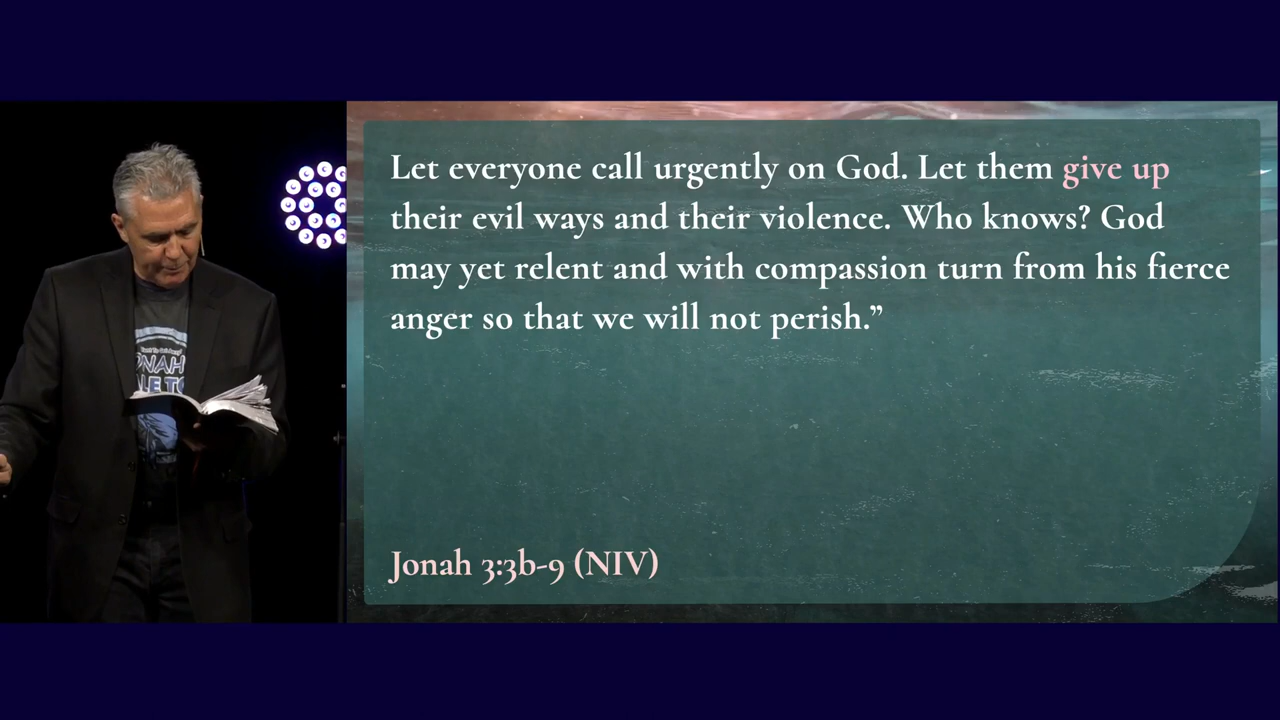 Let everyone call urgently on God. Let them give up
their evil ways and their violence. Who knows? God
may yet relent and with compassion turn from his fierce
anger so that we will not perish.”
Jonah 3:3b-9 (NIV)
ONAH